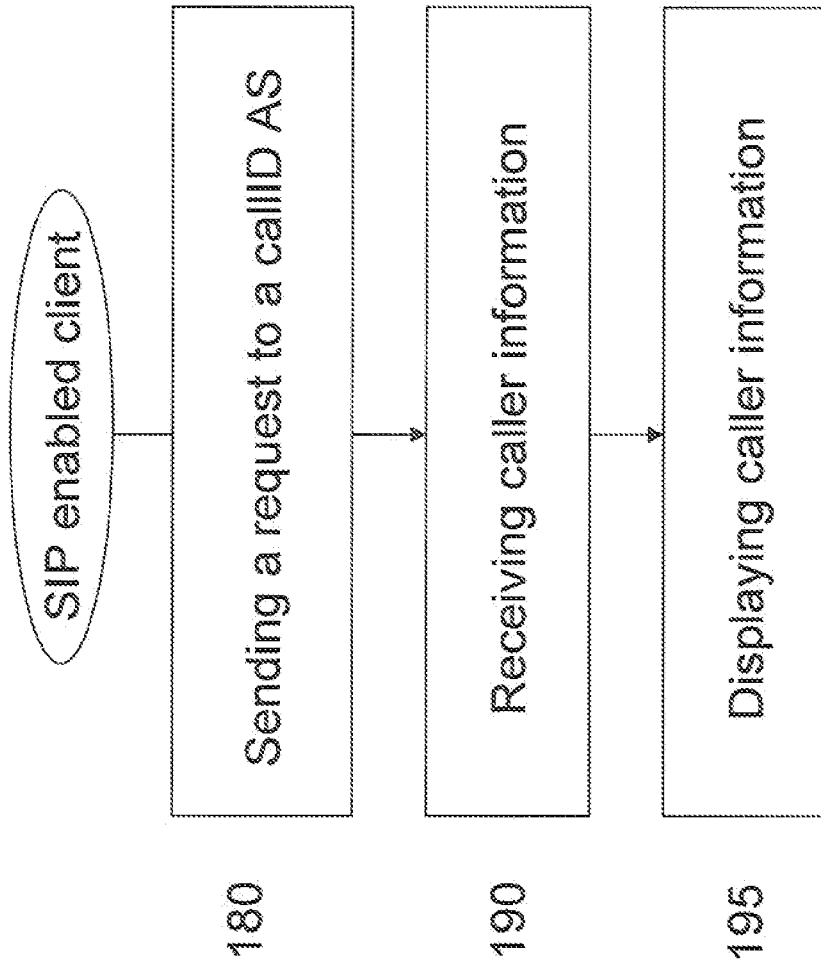 SIP enabled client
180
Sending a request to a callID AS
190
Receiving caller information
195
Displaying caller information